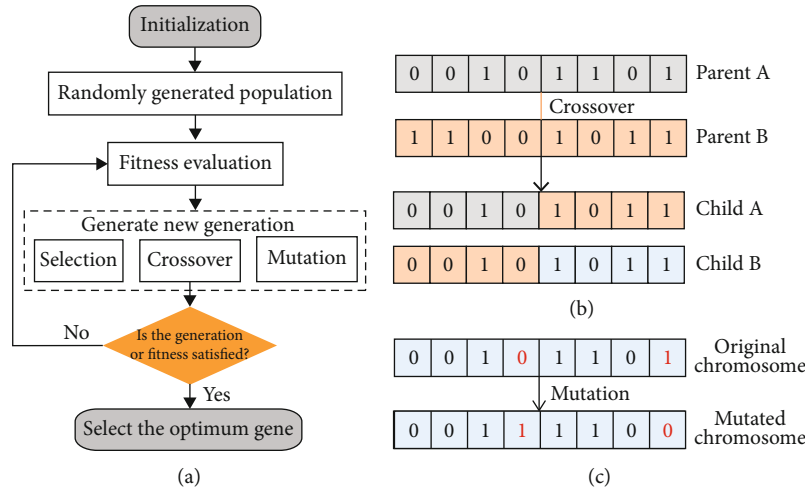 Initialization
Randomly generated population
Fitness evaluation
Generate new generation
Selection
Crossover
Mutation
No
Is the generation
or fitness satisfied?
Yes
Select the optimum gene
(a)
0 0 1 0 1 1 0 1 Parent A
Crossover
1 1 0 0 1 0 1 1 Parent B
0 0 1 0 1 0 1 1 Child A
0 0 1 0 1 0 1 1 Child B
(b)
0 0 1 0 1 1 0 1 Original
chromosome
Mutation
0 0 1 1 1 1 0 0 Mutated
chromosome
(c)